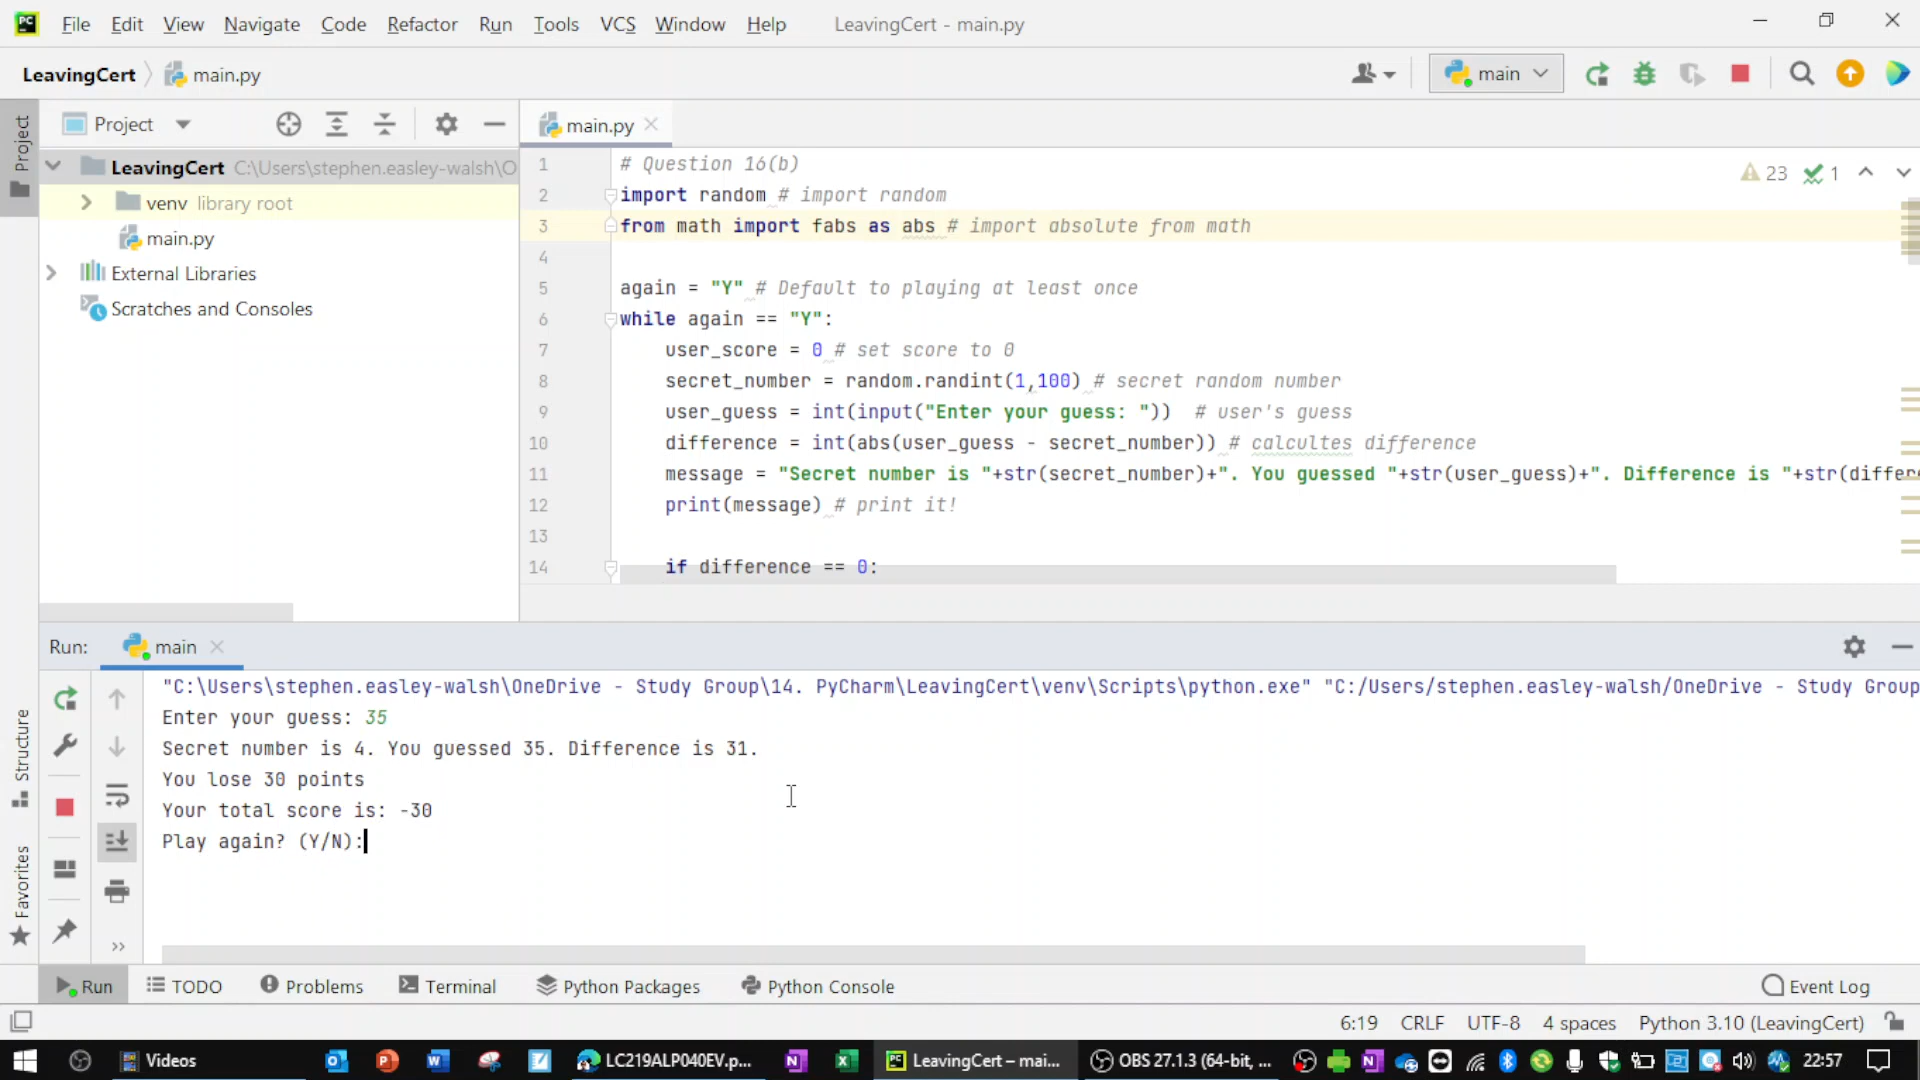 File Edit View Navigate Code Refactor Run Tools VCS Window Help LeavingCert - main.py
LeavingCert main.py main
Project main.py
Project
LeavingCert C:\Users\stephen.easley-walsh\O
venv library root
main.py
External Libraries
Scratches and Consoles
23 1
1 # Question 16(b)
2 import random # import random
3 from math import fabs as abs # import absolute from math
4
5 again = "Y" # Default to playing at least once
6 while again == "Y":
7 user_score = 0 # set score to 0
8 secret_number = random.randint(1,100) # secret random number
9 user_guess = int(input("Enter your guess: ")) # user's guess
10 difference = int(abs(user_guess - secret_number)) # calcultes difference
11 message = "Secret number is "+str(secret_number)+". You guessed "+str(user_guess)+". Difference is "+str(differe
12 print(message) # print it!
13
14 if difference == 0:
Run: main
"C:\Users\stephen.easley-walsh\OneDrive - Study Group\14. PyCharm\LeavingCert\venv\Scripts\python.exe" "C:/Users/stephen.easley-walsh/OneDrive - Study Group
Enter your guess: 35
Secret number is 4. You guessed 35. Difference is 31.
You lose 30 points
Your total score is: -30
Play again? (Y/N):
Structure
Favorites
Run TODO Problems Terminal Python Packages Python Console Event Log
6:19 CRLF UTF-8 4 spaces Python 3.10 (LeavingCert)
Videos LC219ALP040EV.p... LeavingCert – mai... OBS 27.1.3 (64-bit, ... 22:57